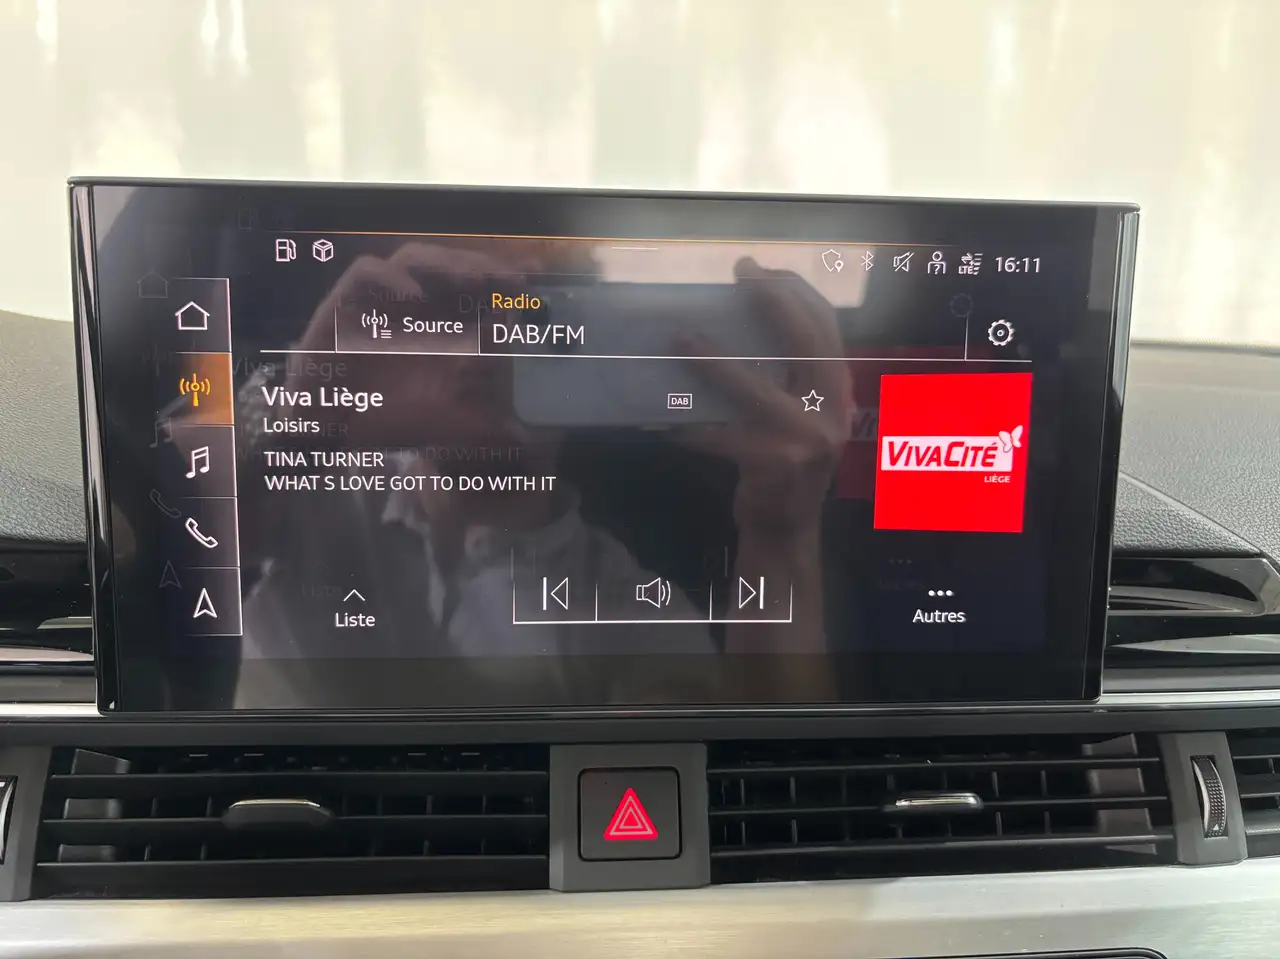 LTE
16:11
Radio
Source
DAB/FM
Viva Liège
DAB
Loisirs
TINA TURNER
WHAT S LOVE GOT TO DO WITH IT
VIVACITÉ
LIÈGE
Liste
Autres